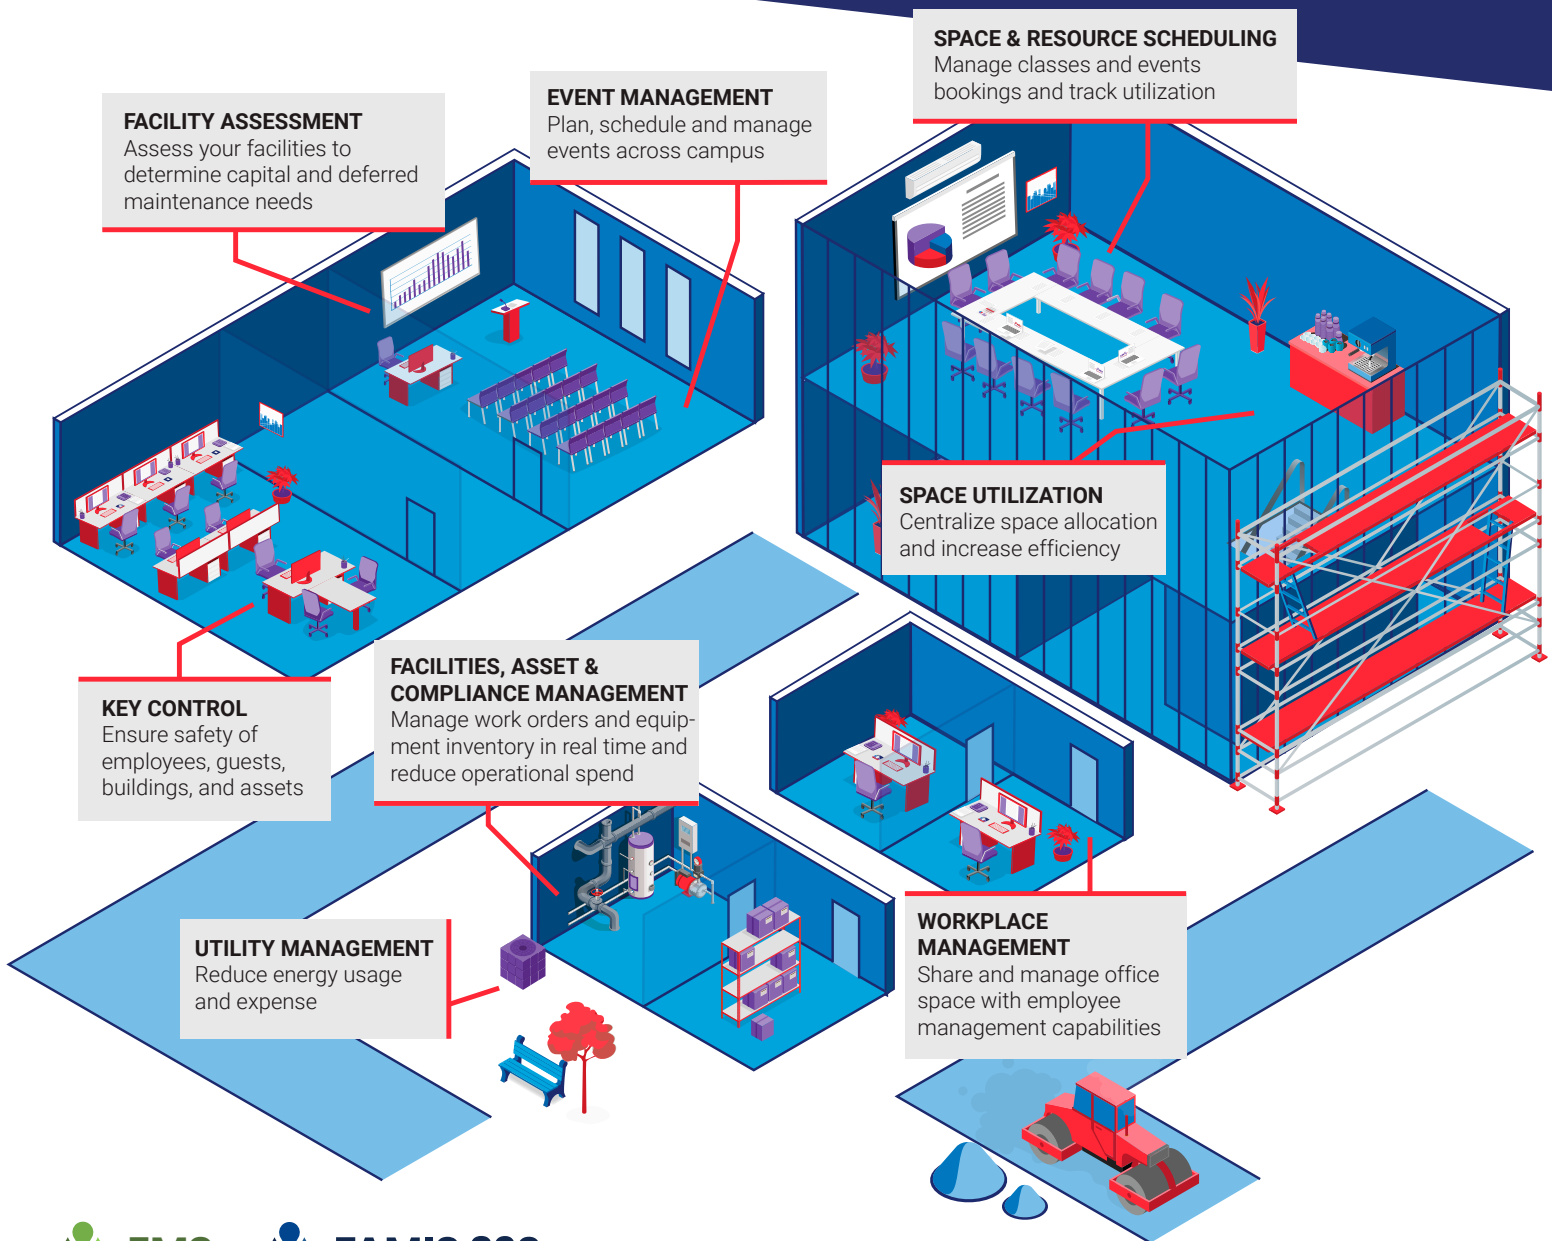 SPACE & RESOURCE SCHEDULING
Manage classes and events
bookings and track utilization
EVENT MANAGEMENT
Plan, schedule and manage
events across campus
FACILITY ASSESSMENT
Assess your facilities to
determine capital and deferred
maintenance needs
SPACE UTILIZATION
Centralize space allocation
and increase efficiency
KEY CONTROL
Ensure safety of
employees, guests,
buildings, and assets
FACILITIES, ASSET &
COMPLIANCE MANAGEMENT
Manage work orders and equip-
ment inventory in real time and
reduce operational spend
UTILITY MANAGEMENT
Reduce energy usage
and expense
WORKPLACE
MANAGEMENT
Share and manage office
space with employee
management capabilities